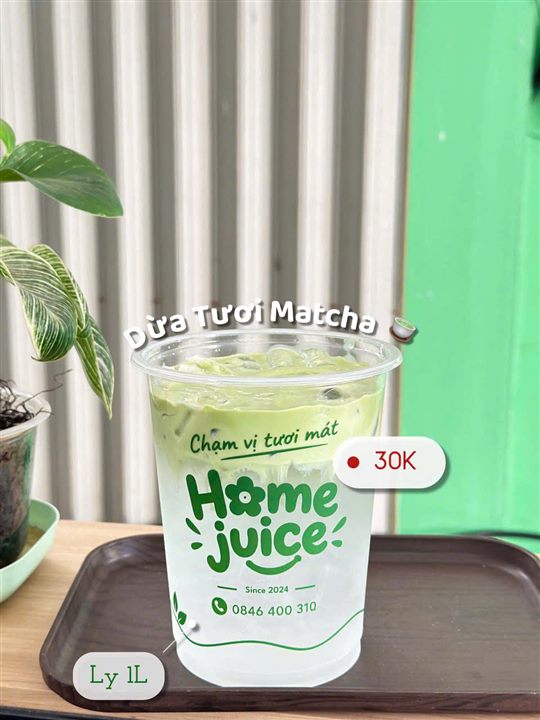 Dừa Tươi Matcha
Chạm vị tươi mát
30K
Home
juice
Since 2024
0846 400 310
Ly 1L